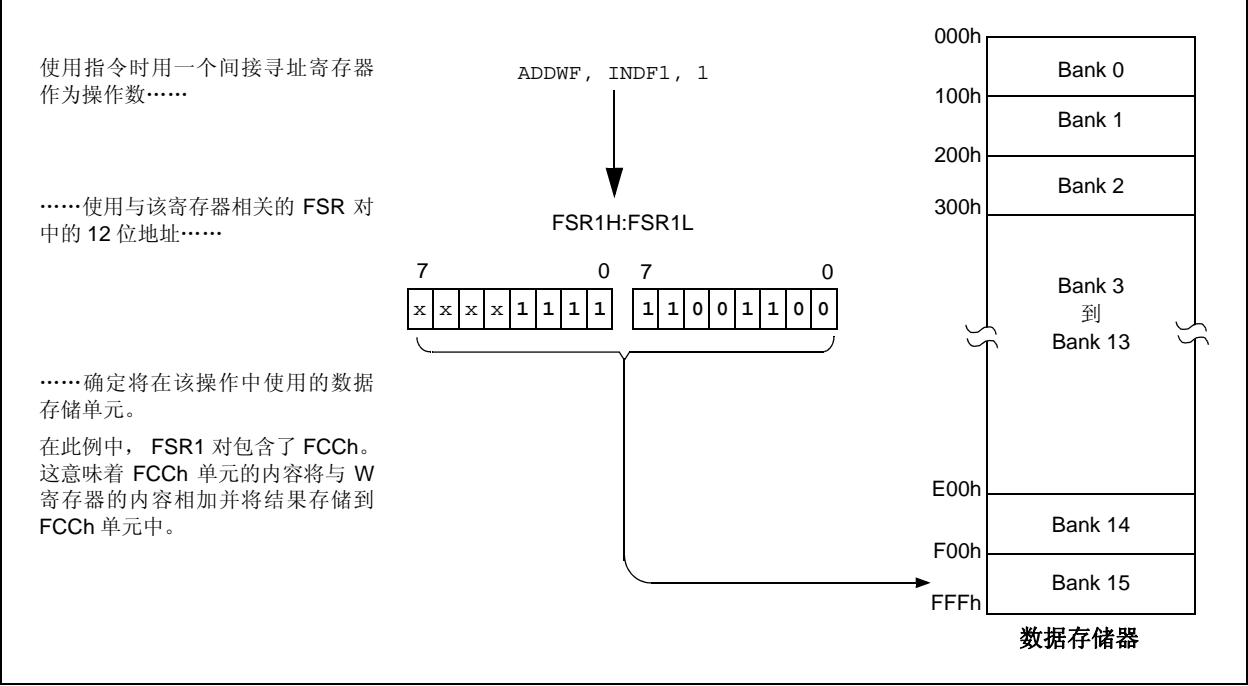 使用指令时用一个间接寻址寄存器
作为操作数……
ADDWF, INDF1, 1
……使用与该寄存器相关的 FSR 对
中的 12 位地址……
FSR1H:FSR1L
7 0 7 0
x x x x 1 1 1 1 1 1 0 0 1 1 0 0
……确定将在该操作中使用的数据
存储单元。
在此例中， FSR1 对包含了 FCCh。
这意味着 FCCh 单元的内容将与 W
寄存器的内容相加并将结果存储到
FCCh 单元中。
000h
Bank 0
100h
Bank 1
200h
Bank 2
300h
Bank 3
到
Bank 13
E00h
Bank 14
F00h
Bank 15
FFFh
数据存储器